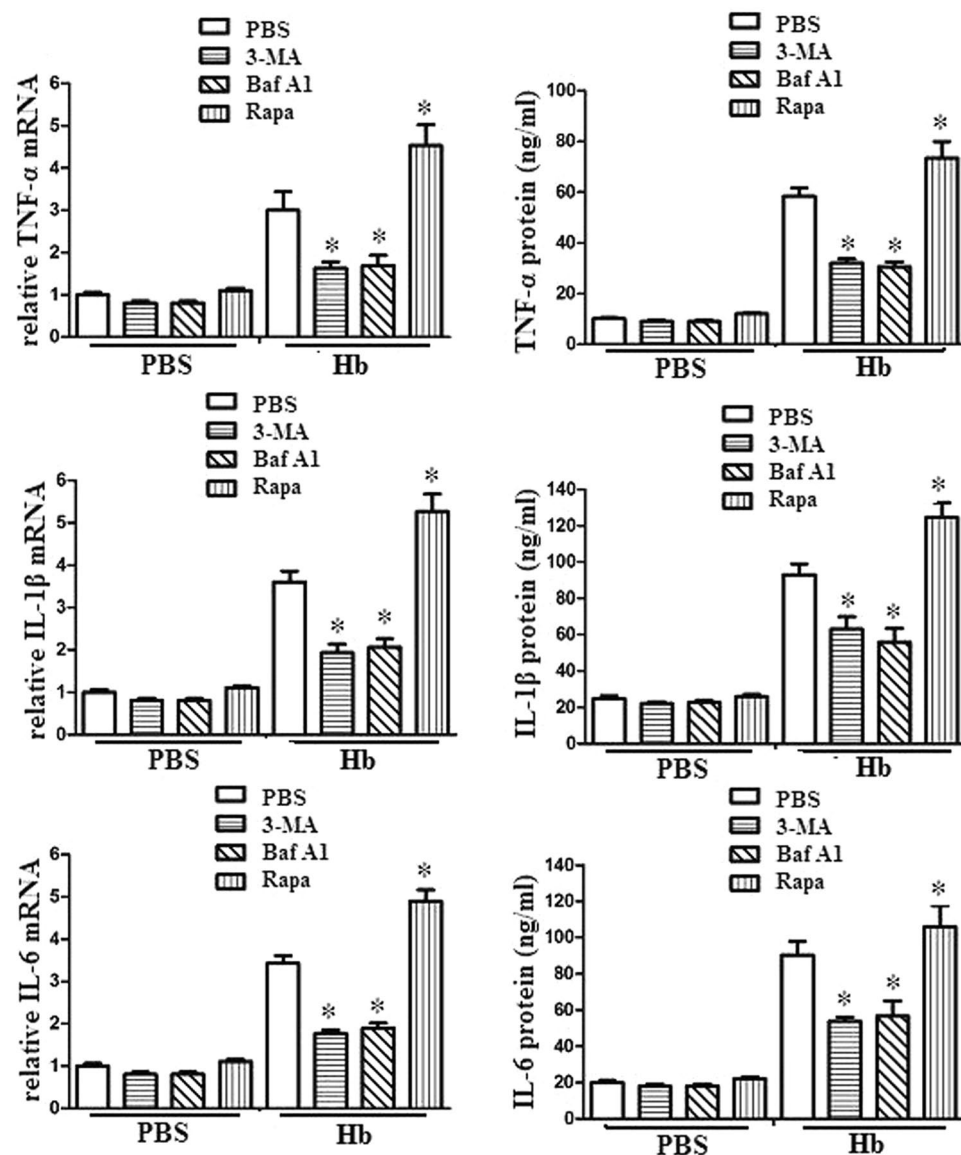 PBS
3-MA
Baf A1
Rapa
relative TNF-α mRNA
6
5
4
3
2
1
0
*
*
*
PBS
Hb
PBS
3-MA
Baf A1
Rapa
TNF-α protein (ng/ml)
100
80
60
40
20
0
*
*
*
PBS
Hb
PBS
3-MA
Baf A1
Rapa
relative IL-1β mRNA
6
5
4
3
2
1
0
*
*
*
PBS
Hb
PBS
3-MA
Baf A1
Rapa
IL-1β protein (ng/ml)
140
120
100
80
60
40
20
0
*
*
*
PBS
Hb
PBS
3-MA
Baf A1
Rapa
relative IL-6 mRNA
6
5
4
3
2
1
0
*
*
*
PBS
Hb
PBS
3-MA
Baf A1
Rapa
IL-6 protein (ng/ml)
140
120
100
80
60
40
20
0
*
*
*
PBS
Hb